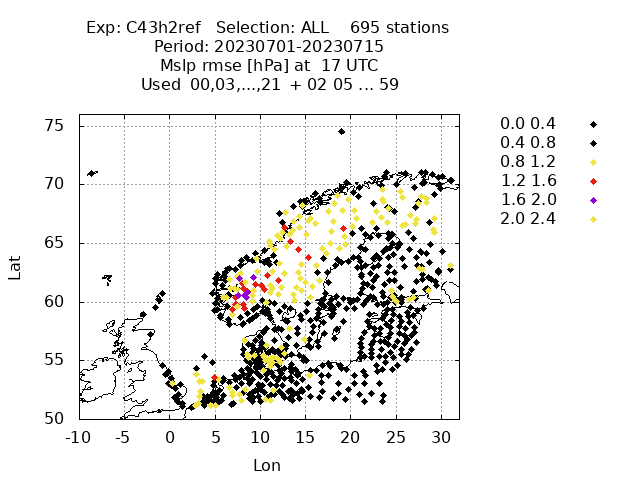 Exp: C43h2ref   Selection: ALL    695 stations
Period: 20230701-20230715
Mslp rmse [hPa] at  17 UTC
Used  00,03,...,21  + 02 05 ... 59
0.0 0.4
0.4 0.8
0.8 1.2
1.2 1.6
1.6 2.0
2.0 2.4
75
70
65
60
55
50
Lat
-10 -5 0 5 10 15 20 25 30
Lon